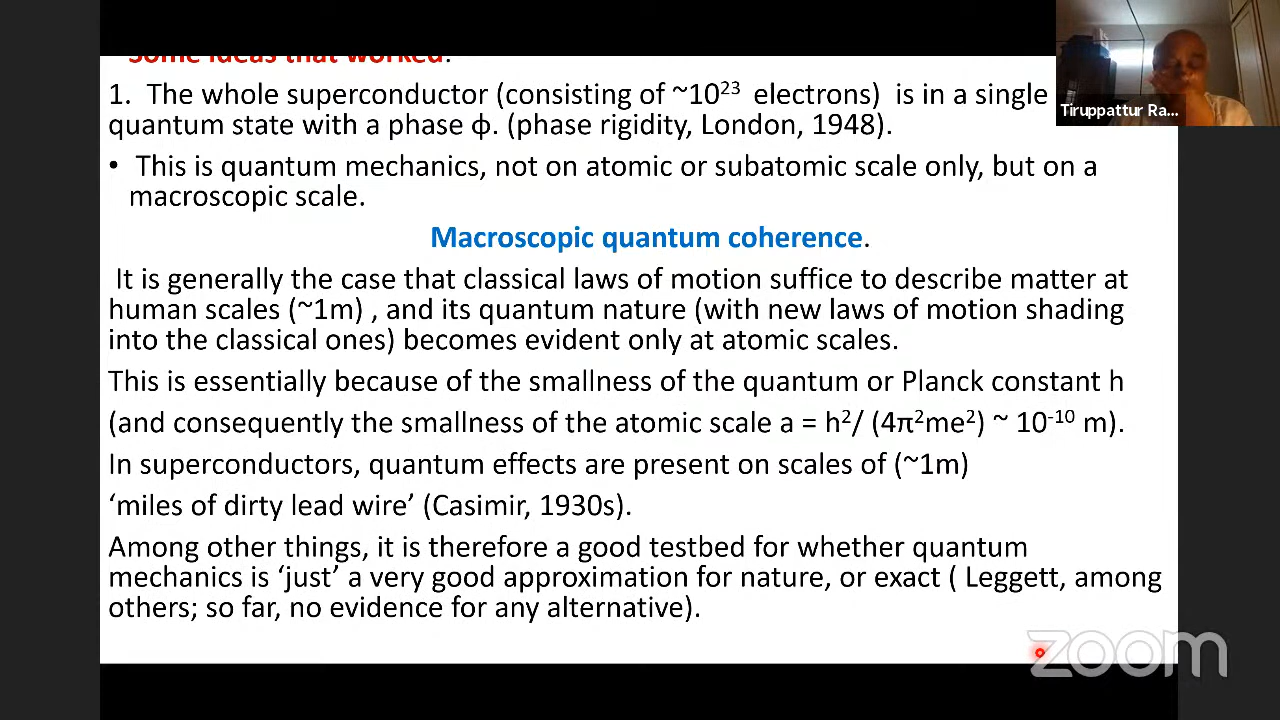 Some ideas that worked.
1. The whole superconductor (consisting of ~10²³ electrons) is in a single
Tiruppattur Ra...
quantum state with a phase ϕ. (phase rigidity, London, 1948).
• This is quantum mechanics, not on atomic or subatomic scale only, but on a
macroscopic scale.
Macroscopic quantum coherence.
It is generally the case that classical laws of motion suffice to describe matter at
human scales (~1m) , and its quantum nature (with new laws of motion shading
into the classical ones) becomes evident only at atomic scales.
This is essentially because of the smallness of the quantum or Planck constant h
(and consequently the smallness of the atomic scale a = h²/ (4π²me²) ~ 10⁻¹⁰ m).
In superconductors, quantum effects are present on scales of (~1m)
‘miles of dirty lead wire’ (Casimir, 1930s).
Among other things, it is therefore a good testbed for whether quantum
mechanics is ‘just’ a very good approximation for nature, or exact ( Leggett, among
others; so far, no evidence for any alternative).
zoom